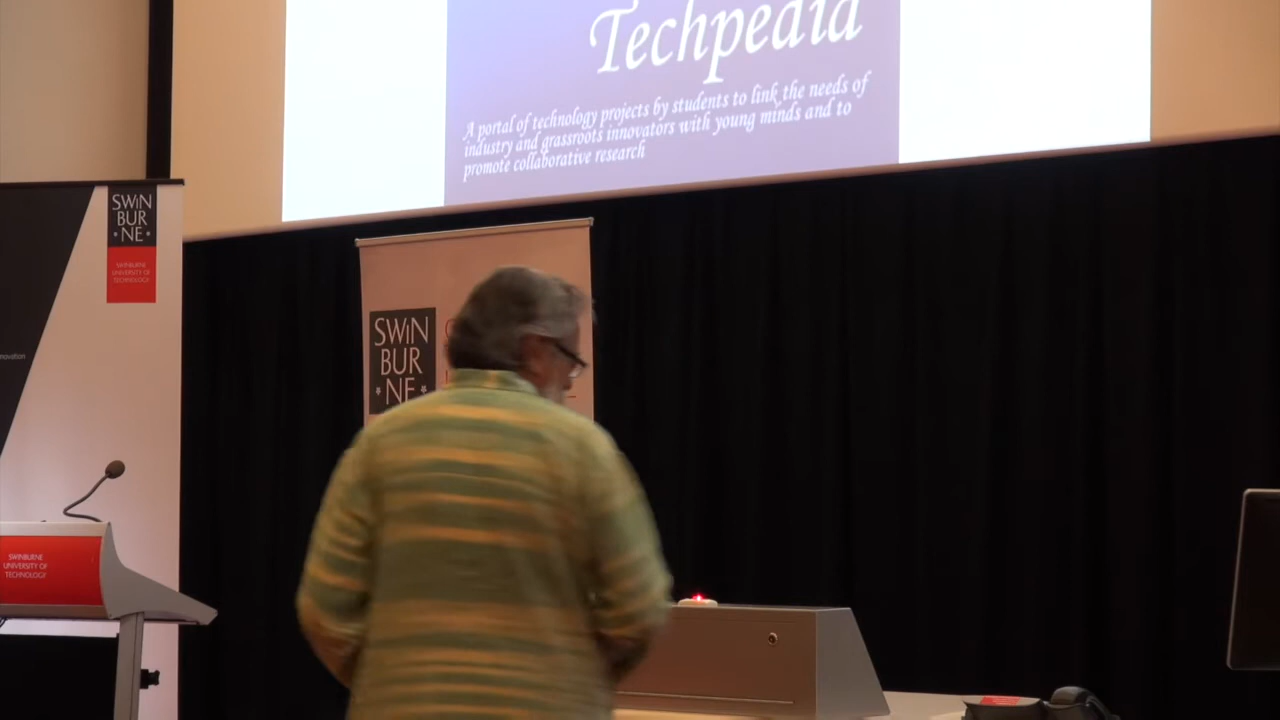 Techpedia
A portal of technology projects by students to link the needs of
industry and grassroots innovators with young minds and to
promote collaborative research
SWiN
BUR
NE
SWINBURNE
UNIVERSITY OF
TECHNOLOGY
SWiN
BUR
NE
SWINBURNE
UNIVERSITY OF
TECHNOLOGY